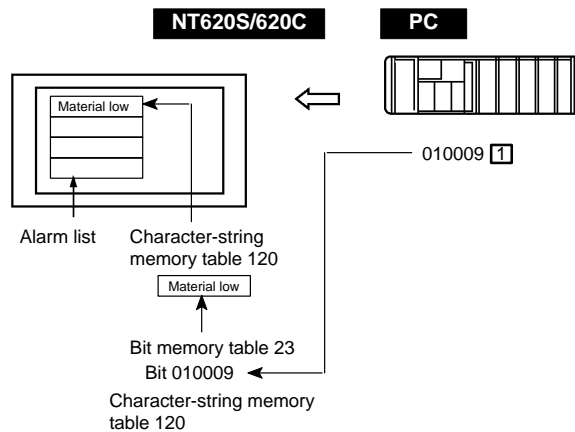 NT620S/620C
PC
Material low
010009 1
Alarm list
Character-string
memory table 120
Material low
Bit memory table 23
Bit 010009
Character-string memory
table 120